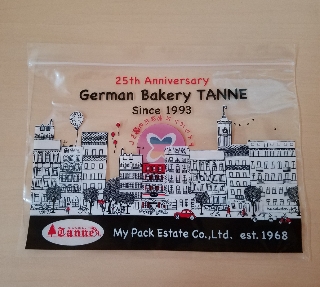 25th Anniversary
German Bakery TANNE
Since 1993
Tanne
My Pack Estate Co.,Ltd. est.1968